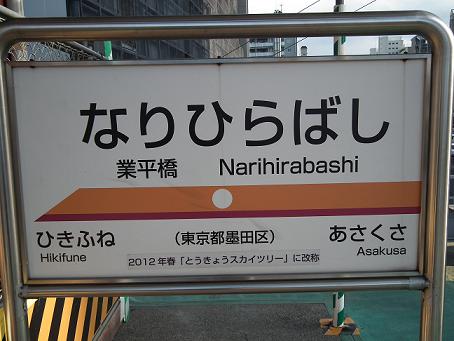 なりひらばし
業平橋 Narihirabashi
ひきふね (東京都墨田区) あさくさ
Hikifune Asakusa
2012年春「とうきょうスカイツリー」に改称